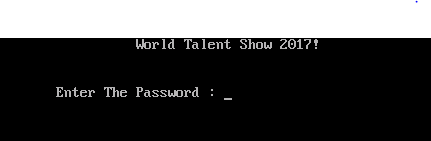 World Talent Show 2017!
Enter The Password : _